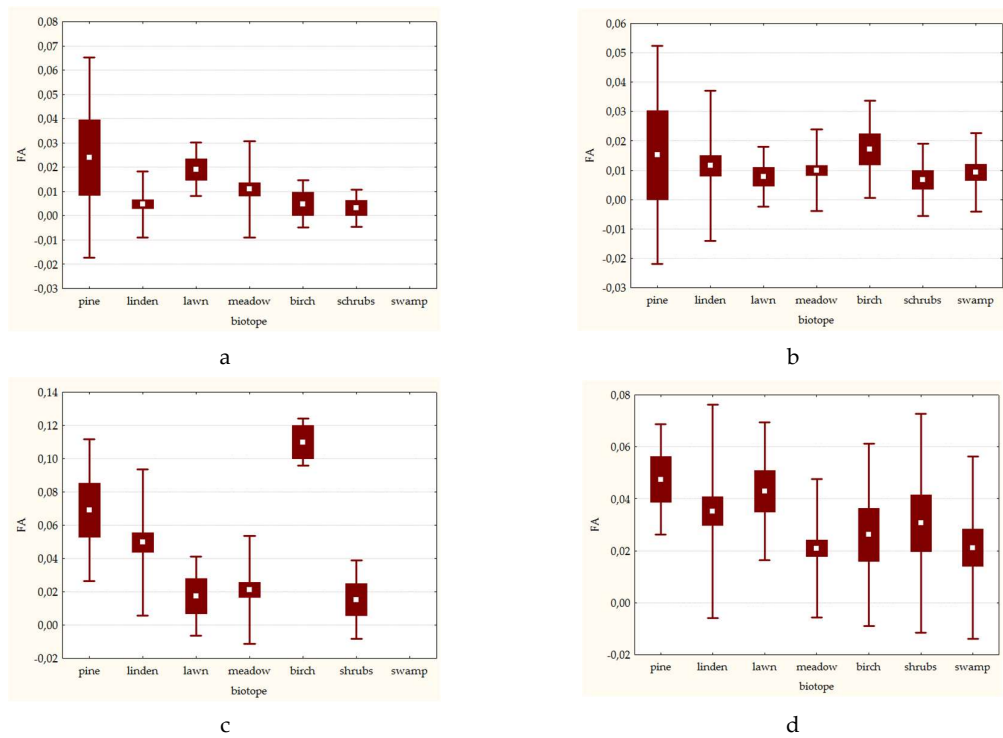 0,08
0,07
0,06
0,05
0,04
0,03
0,02
0,01
0,00
-0,01
-0,02
-0,03
FA
pine linden lawn meadow birch schrubs swamp
biotope
a
0,06
0,05
0,04
0,03
0,02
0,01
0,00
-0,01
-0,02
-0,03
FA
pine linden lawn meadow birch schrubs swamp
biotope
b
0,14
0,12
0,10
0,08
0,06
0,04
0,02
0,00
-0,02
FA
pine linden lawn meadow birch shrubs swamp
biotope
c
0,08
0,06
0,04
0,02
0,00
-0,02
FA
pine linden lawn meadow birch shrubs swamp
biotope
d